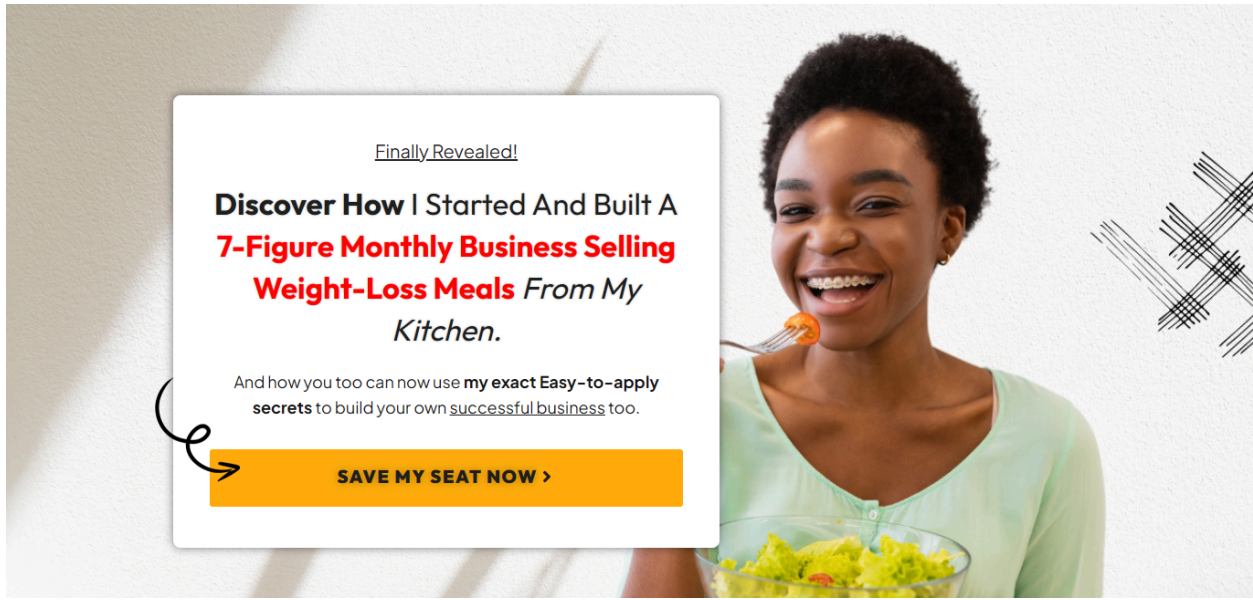 Finally Revealed!
Discover How I Started And Built A
7-Figure Monthly Business Selling
Weight-Loss Meals From My
Kitchen.
And how you too can now use my exact Easy-to-apply
secrets to build your own successful business too.
SAVE MY SEAT NOW >